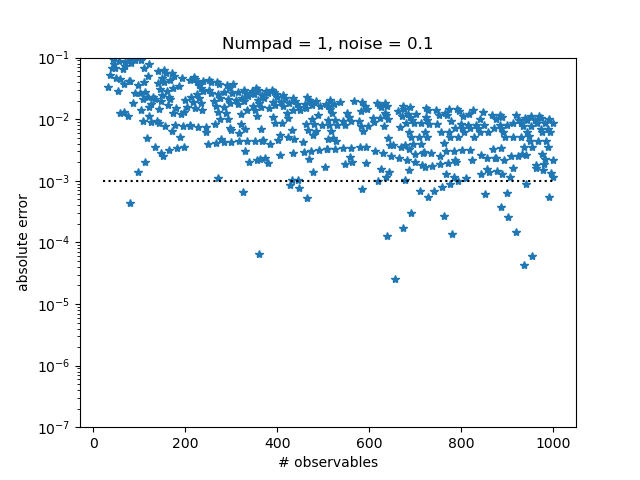 Numpad = 1, noise = 0.1
absolute error
10⁻¹
10⁻²
10⁻³
10⁻⁴
10⁻⁵
10⁻⁶
10⁻⁷
0 200 400 600 800 1000
# observables